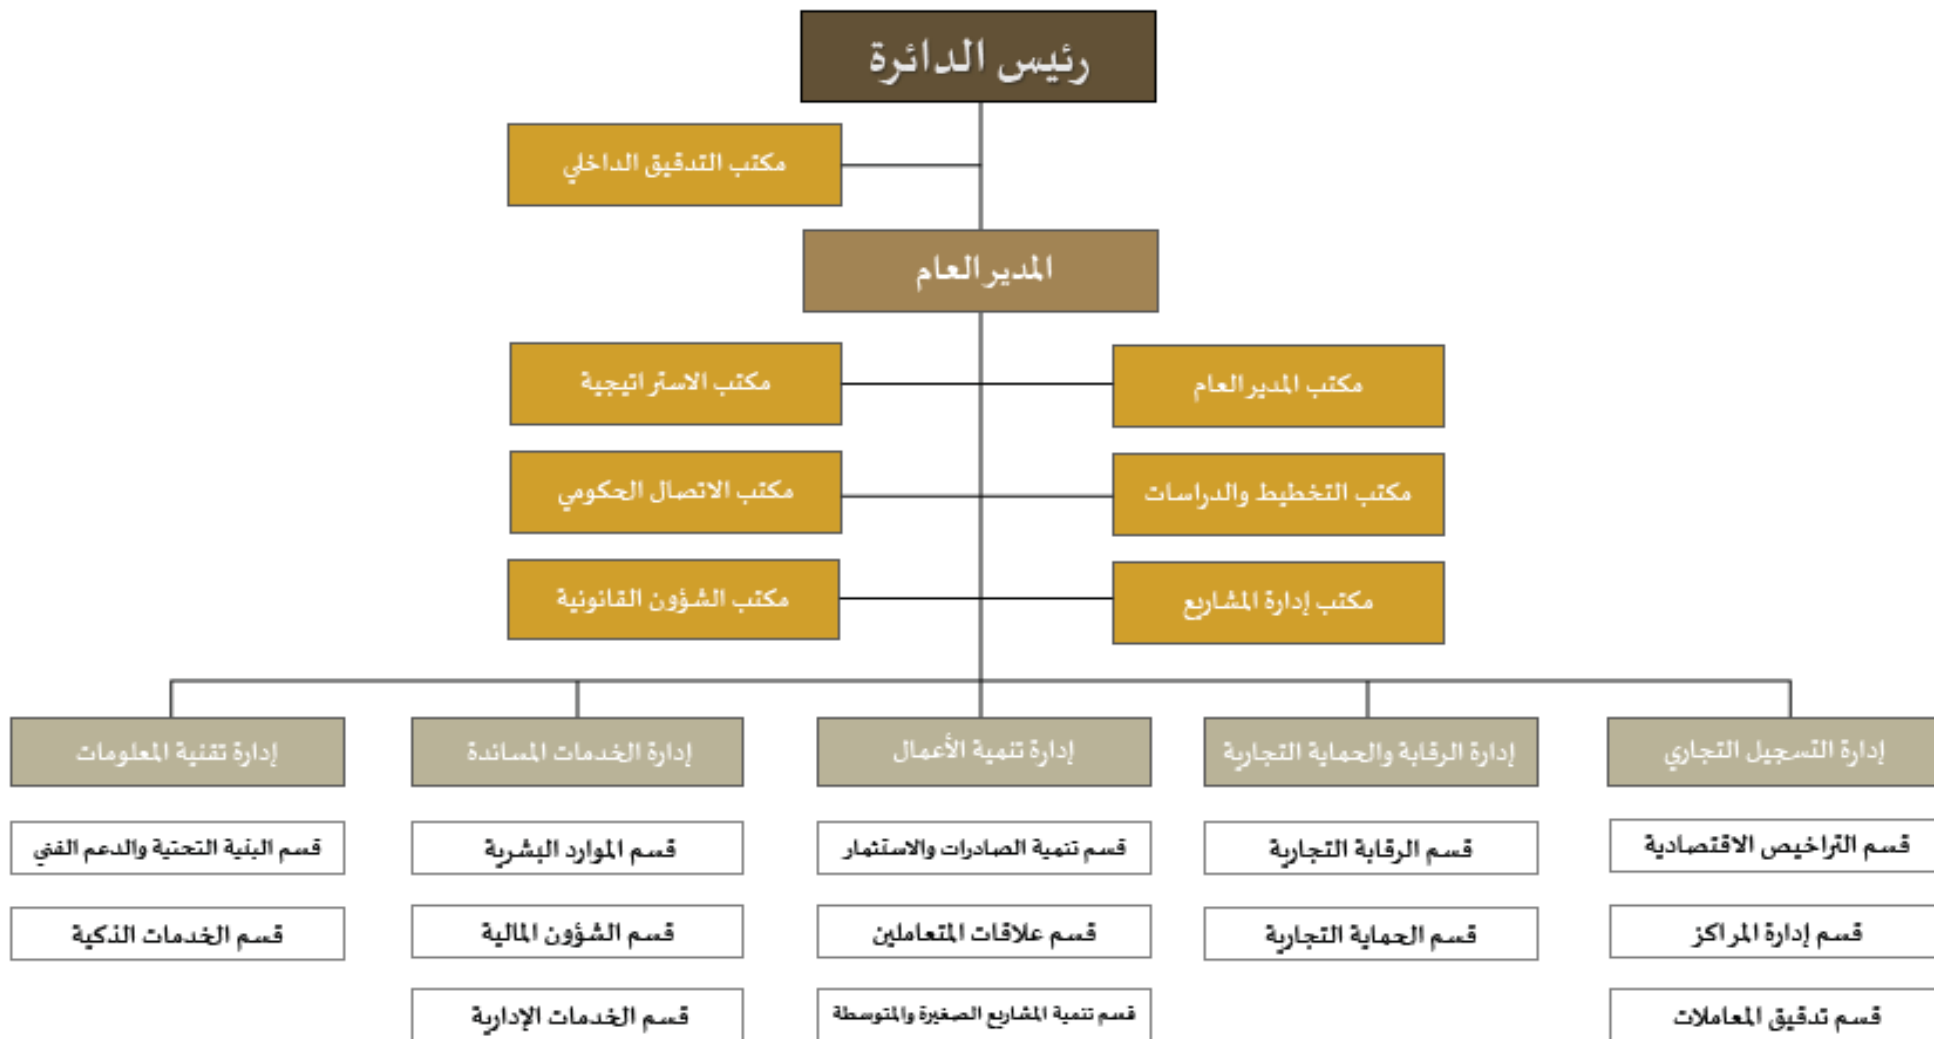 رئيس الدائرة
مكتب التدقيق الداخلي
المدير العام
مكتب المدير العام
مكتب الاستراتيجية
مكتب التخطيط والدراسات
مكتب الاتصال الحكومي
مكتب إدارة المشاريع
مكتب الشؤون القانونية
إدارة التسجيل التجاري
إدارة الرقابة والحماية التجارية
إدارة تنمية الأعمال
إدارة الخدمات المساندة
إدارة تقنية المعلومات
قسم التراخيص الاقتصادية
قسم الرقابة التجارية
قسم تنمية الصادرات والاستثمار
قسم الموارد البشرية
قسم البنية التحتية والدعم الفني
قسم إدارة المراكز
قسم الحماية التجارية
قسم علاقات المتعاملين
قسم الشؤون المالية
قسم الخدمات الذكية
قسم تدقيق المعاملات
قسم تنمية المشاريع الصغيرة والمتوسطة
قسم الخدمات الإدارية